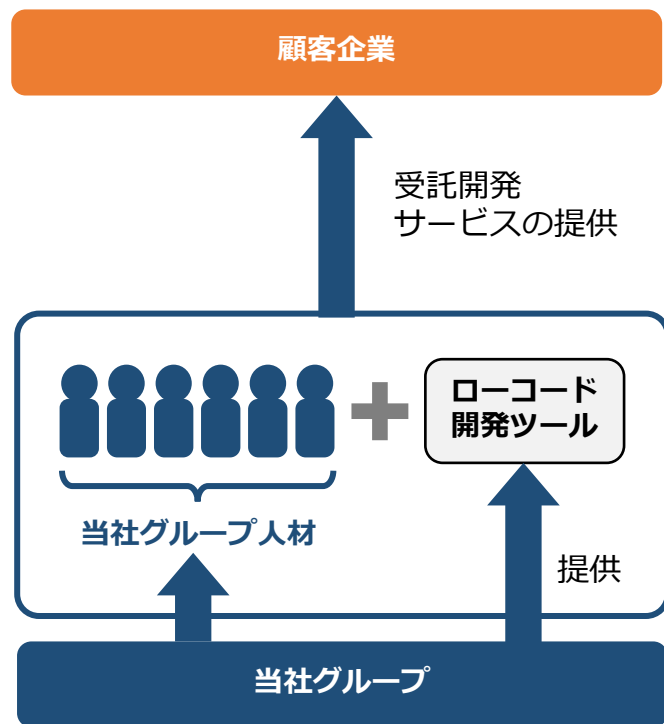 顧客企業
受託開発
サービスの提供
ローコード
開発ツール
当社グループ人材
提供
当社グループ